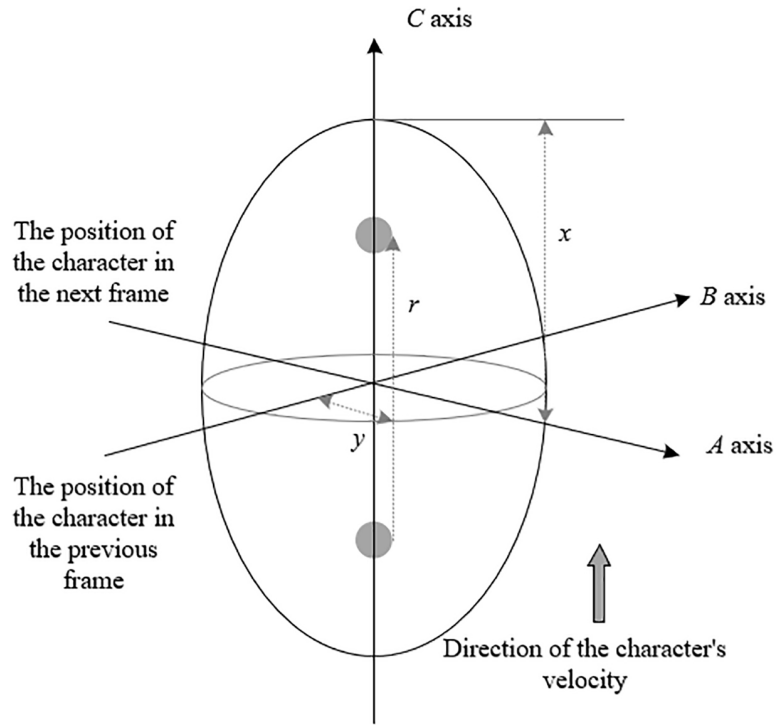 C axis
The position of
the character in
the next frame
x
r
B axis
y
A axis
The position of
the character in
the previous
frame
Direction of the character's
velocity